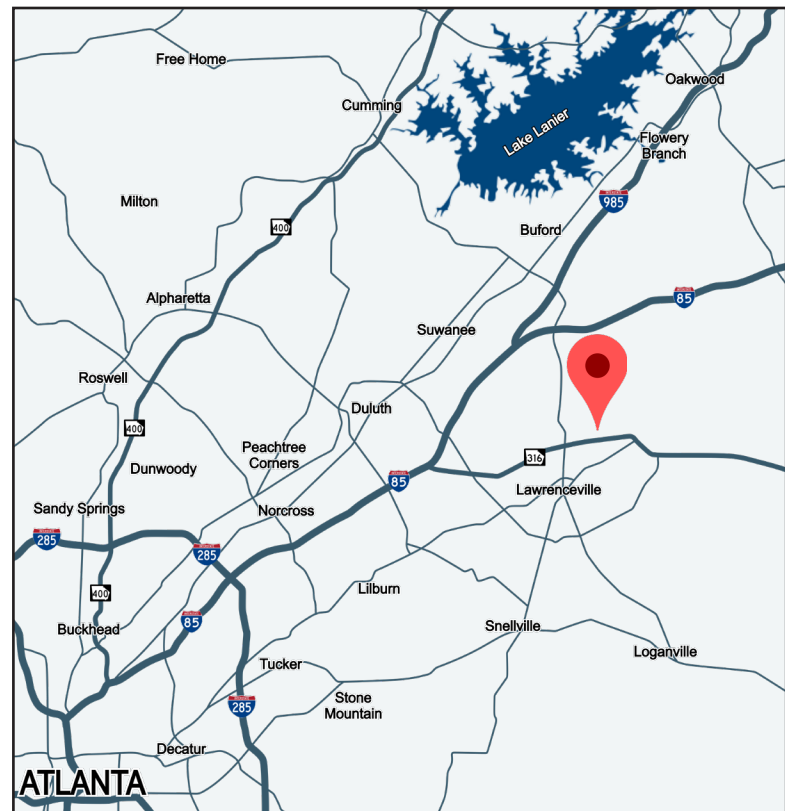 Free Home
Oakwood
Cumming
Lake Lanier
Flowery
Branch
985
Milton
400
Buford
85
Alpharetta
Suwanee
Roswell
Duluth
400
Peachtree
Corners
Dunwoody
316
85
Lawrenceville
Sandy Springs
Norcross
285
285
400
Lilburn
85
Buckhead
Snellville
Loganville
Tucker
Stone
Mountain
285
Decatur
ATLANTA